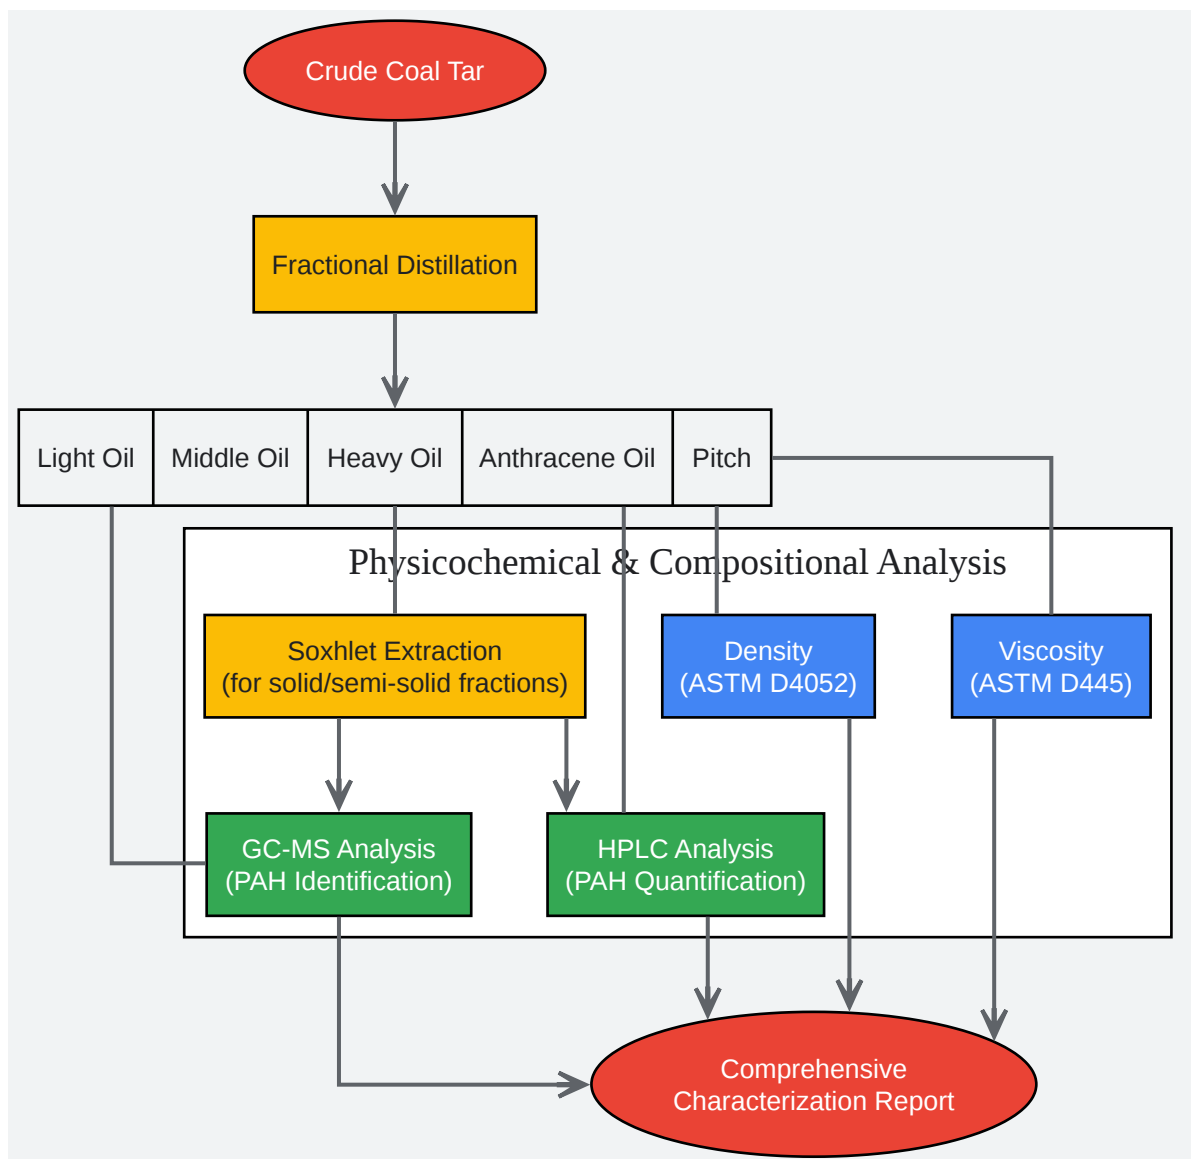 Crude Coal Tar
Fractional Distillation
Light Oil
Middle Oil
Heavy Oil
Anthracene Oil
Pitch
Physicochemical & Compositional Analysis
Soxhlet Extraction
(for solid/semi-solid fractions)
Density
(ASTM D4052)
Viscosity
(ASTM D445)
GC-MS Analysis
(PAH Identification)
HPLC Analysis
(PAH Quantification)
Comprehensive
Characterization Report